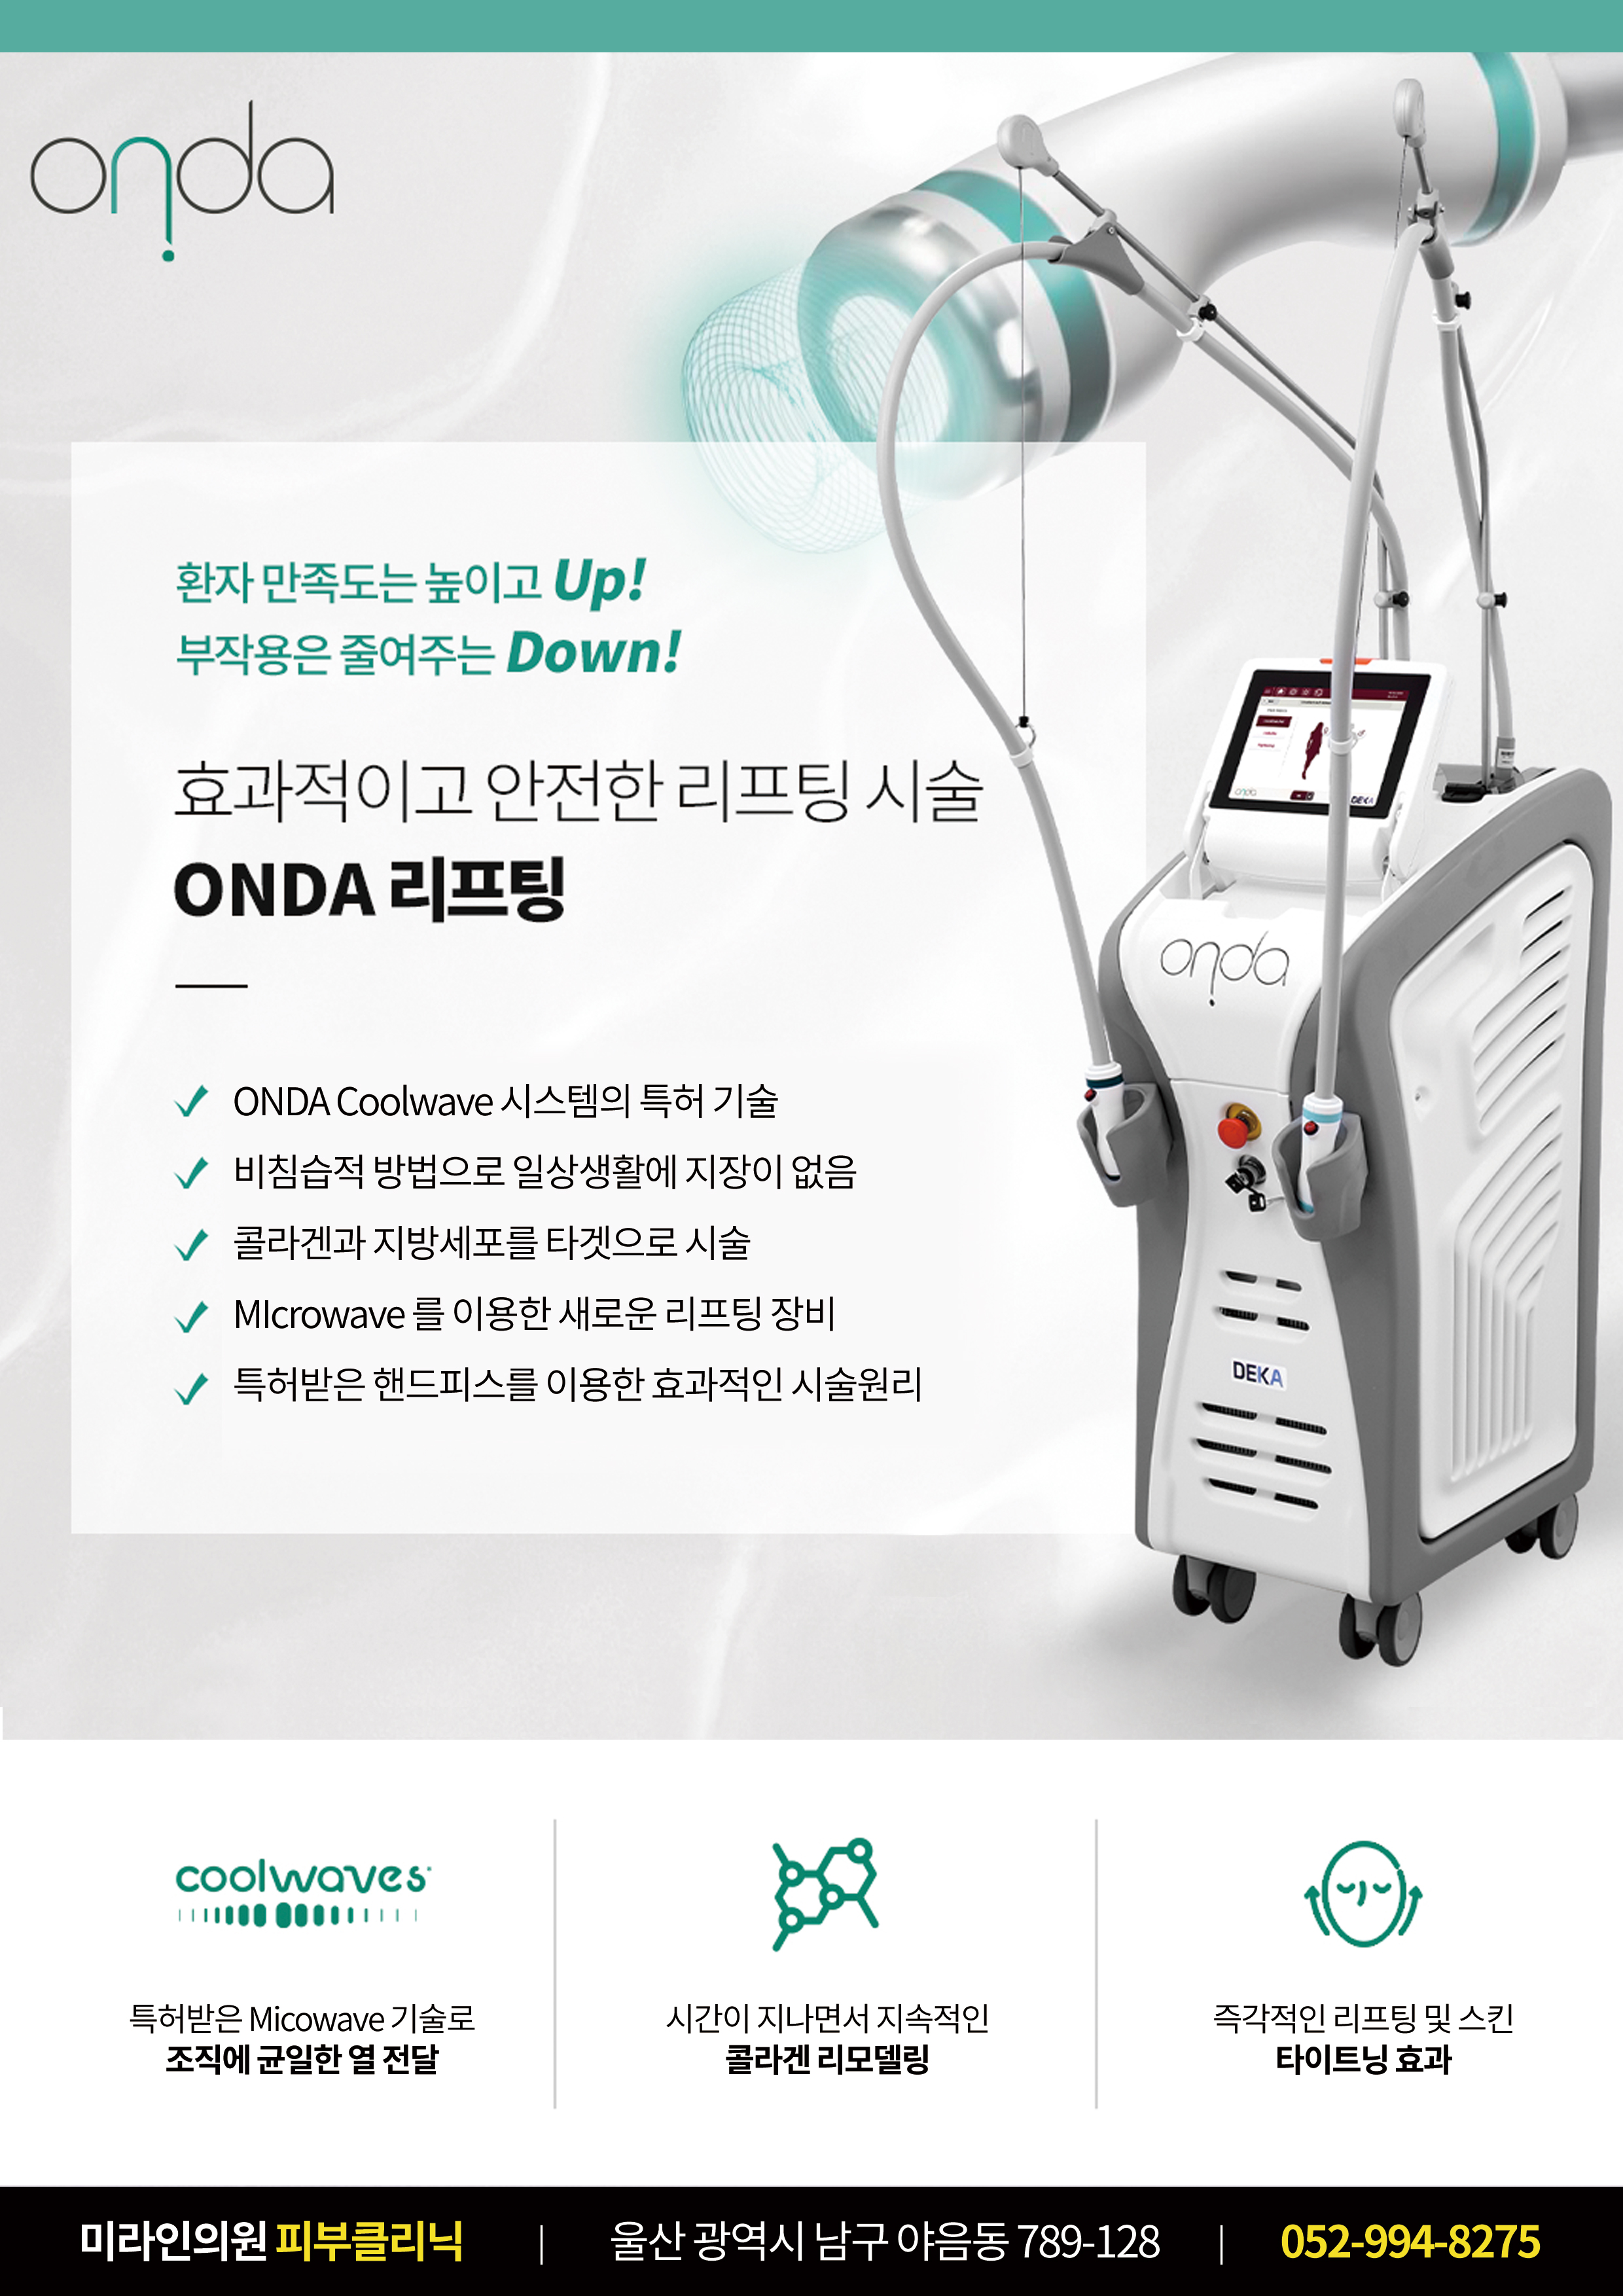 onda
환자 만족도는 높이고 Up!
부작용은 줄여주는 Down!
효과적이고 안전한 리프팅 시술
ONDA 리프팅
ONDA Coolwave 시스템의 특허 기술
비침습적 방법으로 일상생활에 지장이 없음
콜라겐과 지방세포를 타겟으로 시술
MIcrowave 를 이용한 새로운 리프팅 장비
특허받은 핸드피스를 이용한 효과적인 시술원리
onda
DEKA
onda
DEKA
coolwaves
특허받은 Micowave 기술로
조직에 균일한 열 전달
시간이 지나면서 지속적인
콜라겐 리모델링
즉각적인 리프팅 및 스킨
타이트닝 효과
미라인의원 피부클리닉 | 울산 광역시 남구 야음동 789-128 | 052-994-8275